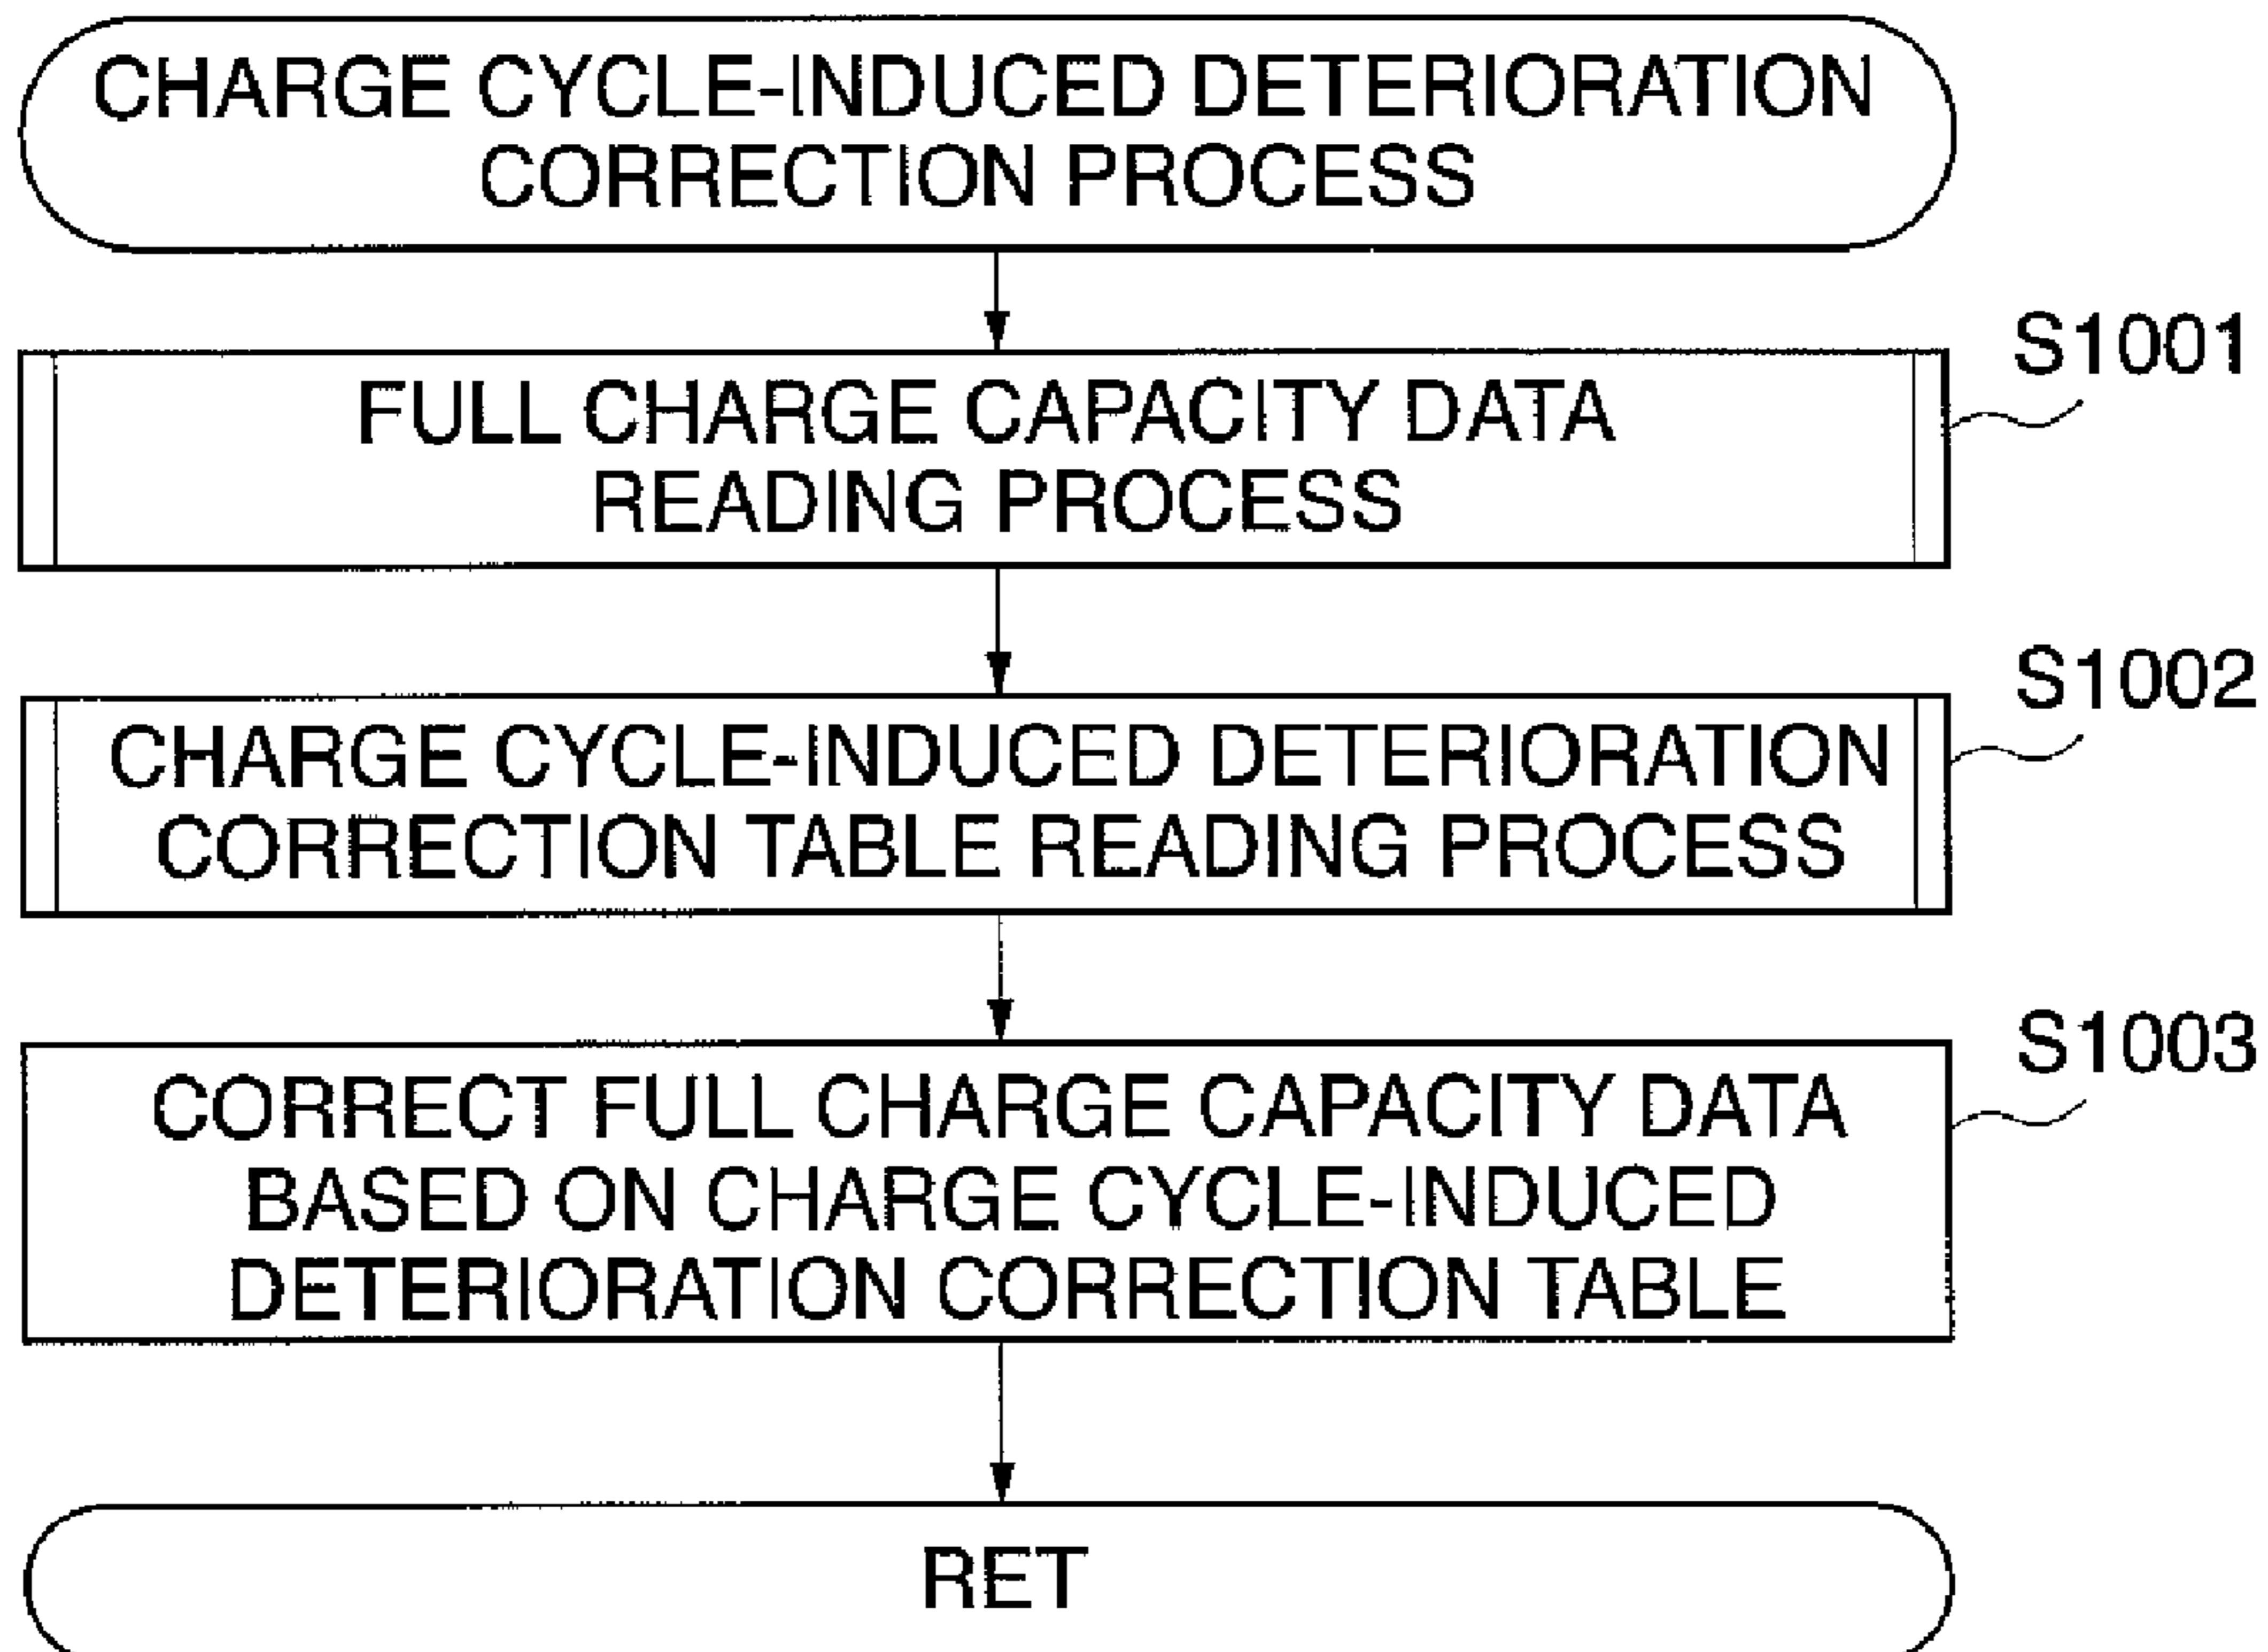 CHARGE CYCLE-INDUCED DETERIORATION
CORRECTION PROCESS
S1001
FULL CHARGE CAPACITY DATA
READING PROCESS
S1002
CHARGE CYCLE-INDUCED DETERIORATION
CORRECTION TABLE READING PROCESS
S1003
CORRECT FULL CHARGE CAPACITY DATA
BASED ON CHARGE CYCLE-INDUCED
DETERIORATION CORRECTION TABLE
RET